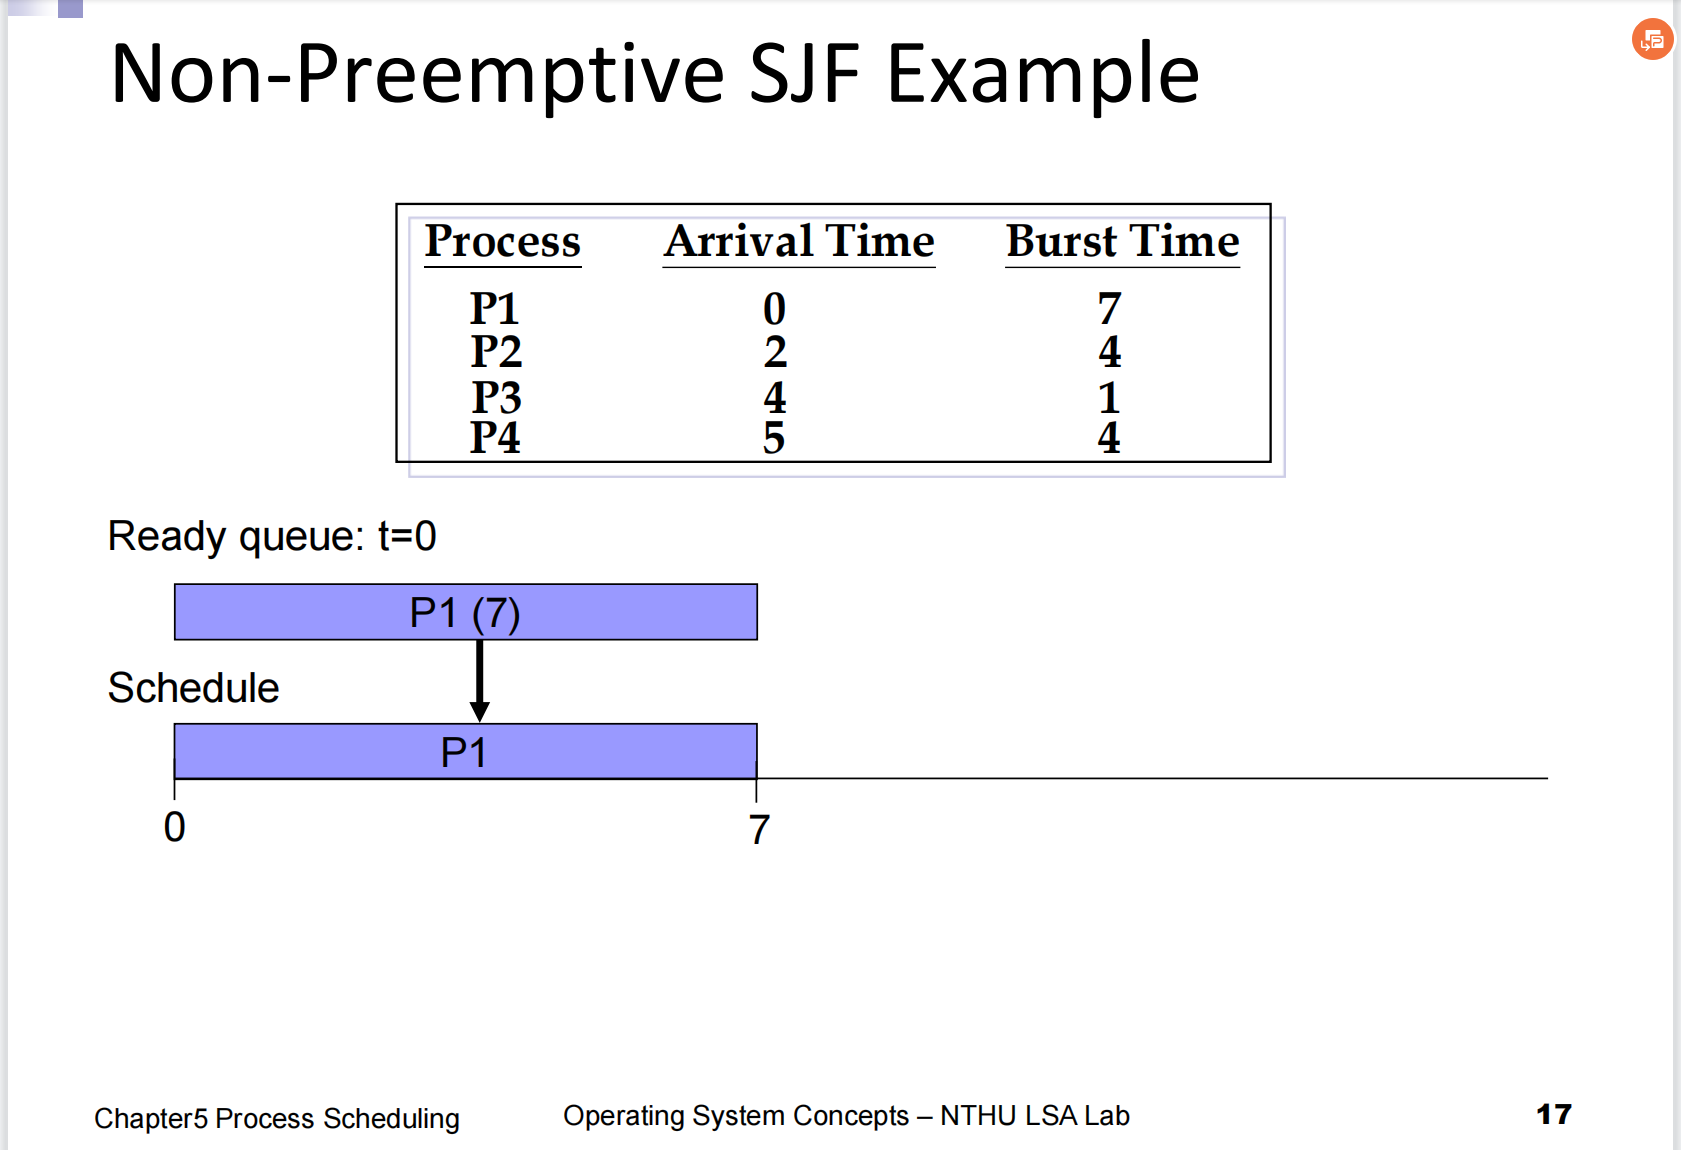 Non-Preemptive SJF Example
Process Arrival Time Burst Time
P1 0 7
P2 2 4
P3 4 1
P4 5 4
Ready queue: t=0
P1 (7)
Schedule
P1
0 7
Chapter5 Process Scheduling Operating System Concepts – NTHU LSA Lab 17